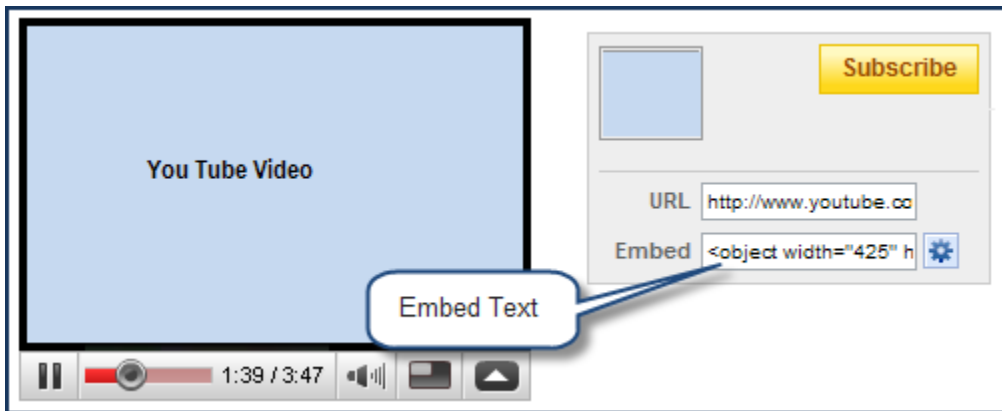 You Tube Video
1:39 / 3:47
Subscribe
URL http://www.youtube.co
Embed <object width="425" h
Embed Text